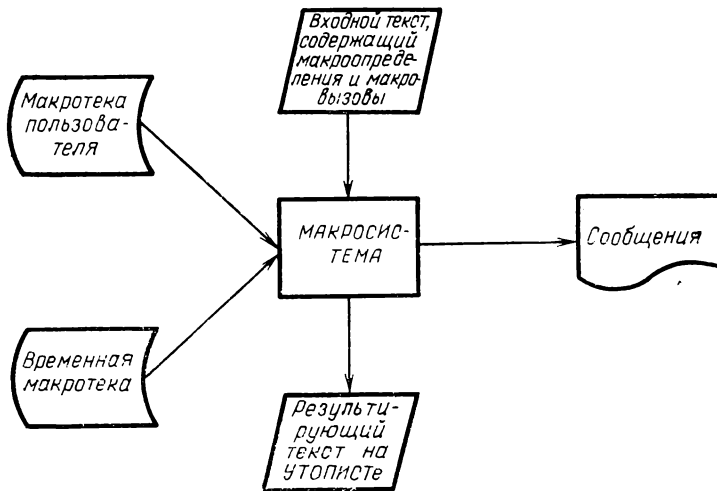 Входной текст,
содержащий
макроопреде-
ления и макро-
вызовы
Макротека
пользова-
теля
МАКРОСИС-
ТЕМА
Сообщения
Временная
макротека
Результи-
рующий
текст на
УТОПИСТЕ